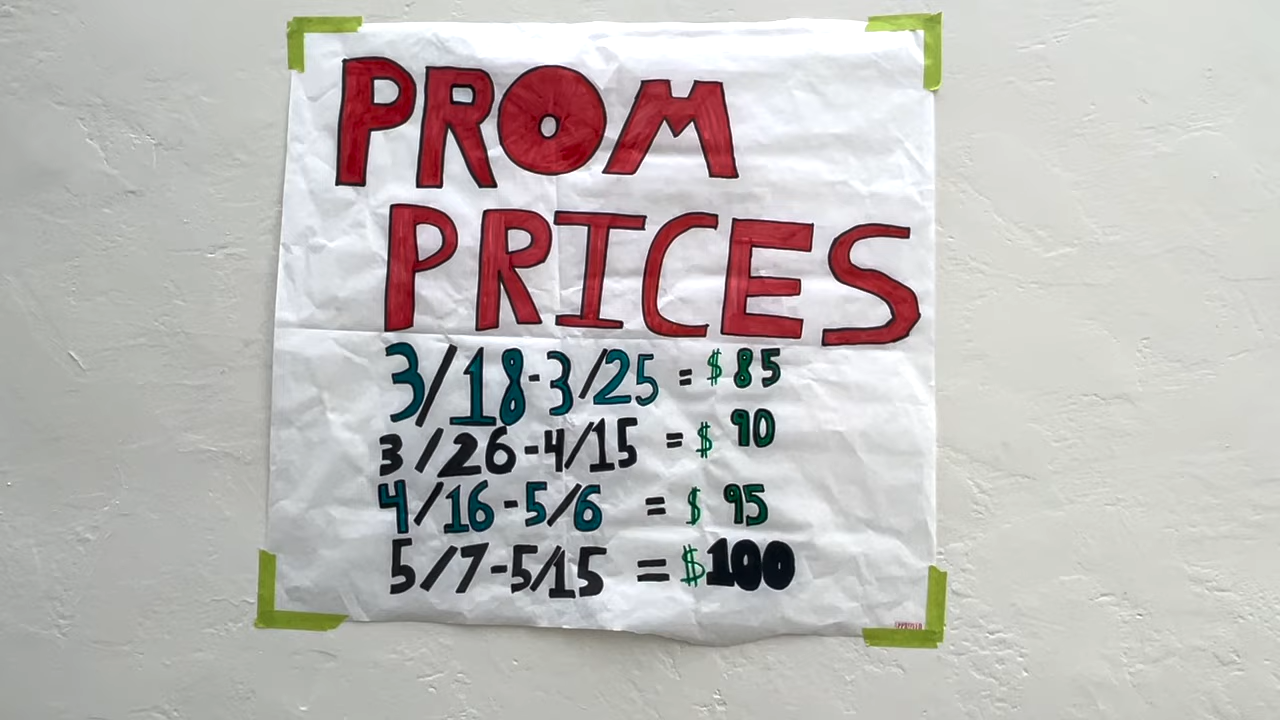 PROM
PRICES
3/18-3/25 = $85
3/26-4/15 = $90
4/16-5/6 = $95
5/7-5/15 = $100